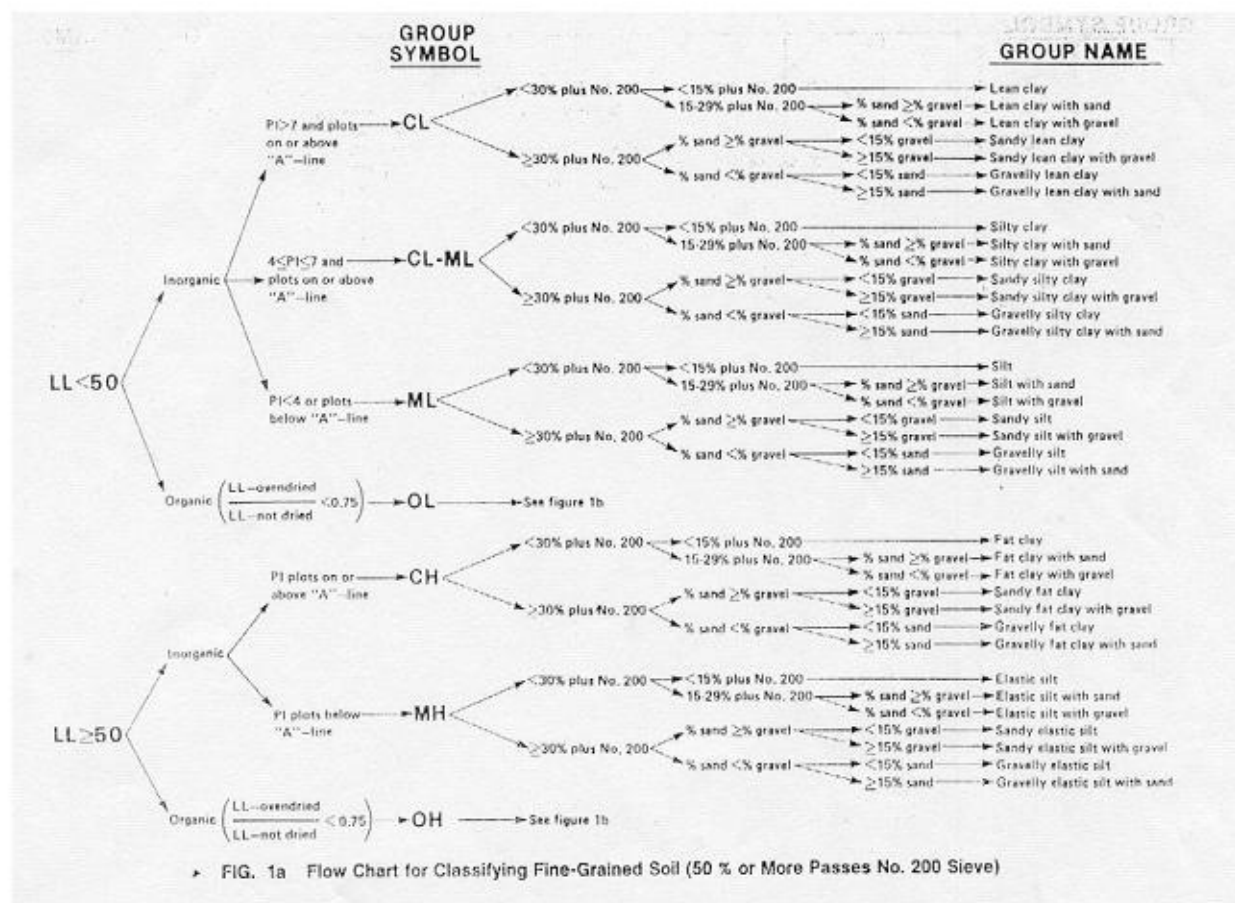 GROUP SYMBOL
GROUP NAME
<30% plus No. 200 <15% plus No. 200 Lean clay
15-29% plus No. 200 % sand ≥% gravel Lean clay with sand
% sand <% gravel Lean clay with gravel
PI>7 and plots on or above "A"–line CL
≥30% plus No. 200 % sand ≥% gravel <15% gravel Sandy lean clay
≥15% gravel Sandy lean clay with gravel
% sand <% gravel <15% sand Gravelly lean clay
≥15% sand Gravelly lean clay with sand
<30% plus No. 200 <15% plus No. 200 Silty clay
15-29% plus No. 200 % sand ≥% gravel Silty clay with sand
% sand <% gravel Silty clay with gravel
Inorganic 4≤PI≤7 and plots on or above "A"–line CL-ML
≥30% plus No. 200 % sand ≥% gravel <15% gravel Sandy silty clay
≥15% gravel Sandy silty clay with gravel
% sand <% gravel <15% sand Gravelly silty clay
≥15% sand Gravelly silty clay with sand
LL<50
<30% plus No. 200 <15% plus No. 200 Silt
15-29% plus No. 200 % sand ≥% gravel Silt with sand
% sand <% gravel Silt with gravel
PI<4 or plots below "A"–line ML
≥30% plus No. 200 % sand ≥% gravel <15% gravel Sandy silt
≥15% gravel Sandy silt with gravel
% sand <% gravel <15% sand Gravelly silt
≥15% sand Gravelly silt with sand
Organic (LL–ovendried / LL–not dried <0.75) OL See figure 1b
<30% plus No. 200 <15% plus No. 200 Fat clay
15-29% plus No. 200 % sand ≥% gravel Fat clay with sand
% sand <% gravel Fat clay with gravel
PI plots on or above "A"–line CH
≥30% plus No. 200 % sand ≥% gravel <15% gravel Sandy fat clay
≥15% gravel Sandy fat clay with gravel
% sand <% gravel <15% sand Gravelly fat clay
≥15% sand Gravelly fat clay with sand
Inorganic
<30% plus No. 200 <15% plus No. 200 Elastic silt
15-29% plus No. 200 % sand ≥% gravel Elastic silt with sand
% sand <% gravel Elastic silt with gravel
LL≥50
PI plots below "A"–line MH
≥30% plus No. 200 % sand ≥% gravel <15% gravel Sandy elastic silt
≥15% gravel Sandy elastic silt with gravel
% sand <% gravel <15% sand Gravelly elastic silt
≥15% sand Gravelly elastic silt with sand
Organic (LL–ovendried / LL–not dried <0.75) OH See figure 1b
FIG. 1a Flow Chart for Classifying Fine-Grained Soil (50 % or More Passes No. 200 Sieve)